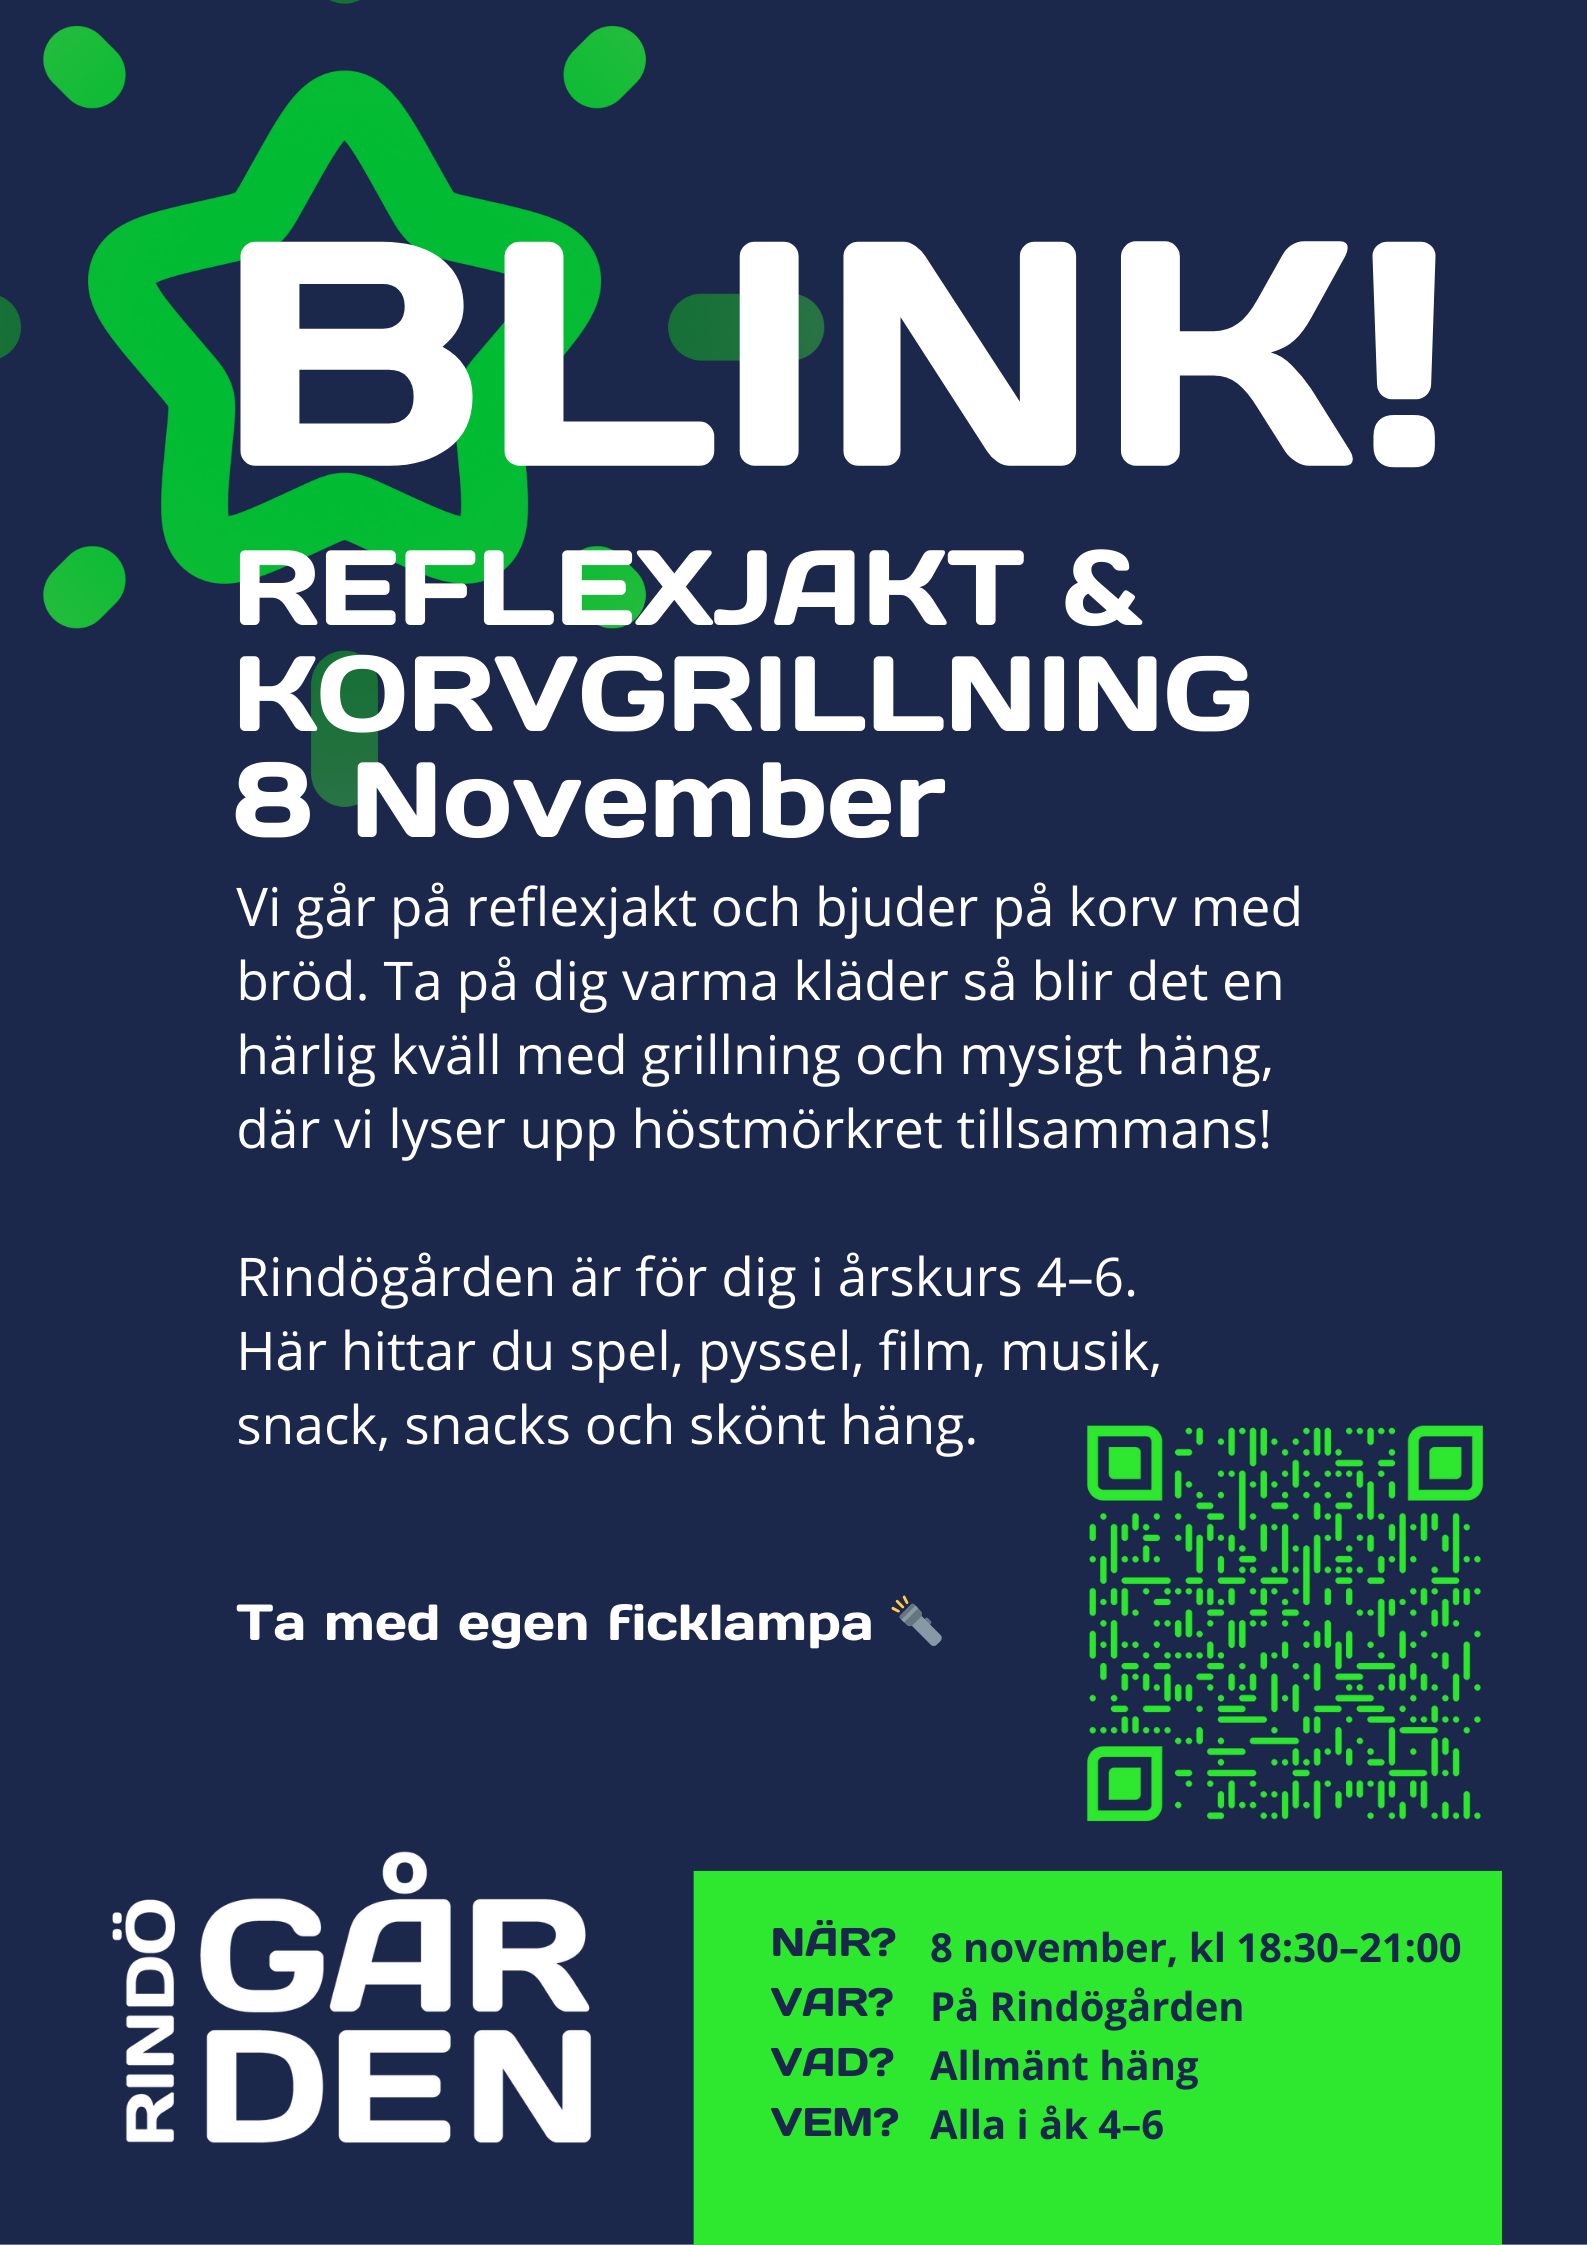 BLINK!
REFLEXJAKT &
KORVGRILLNING
8 November
Vi går på reflexjakt och bjuder på korv med
bröd. Ta på dig varma kläder så blir det en
härlig kväll med grillning och mysigt häng,
där vi lyser upp höstmörkret tillsammans!
Rindögården är för dig i årskurs 4–6.
Här hittar du spel, pyssel, film, musik,
snack, snacks och skönt häng.
Ta med egen ficklampa
RINDÖ
GÅR
DEN
NÄR? 8 november, kl 18:30–21:00
VAR? På Rindögården
VAD? Allmänt häng
VEM? Alla i åk 4–6